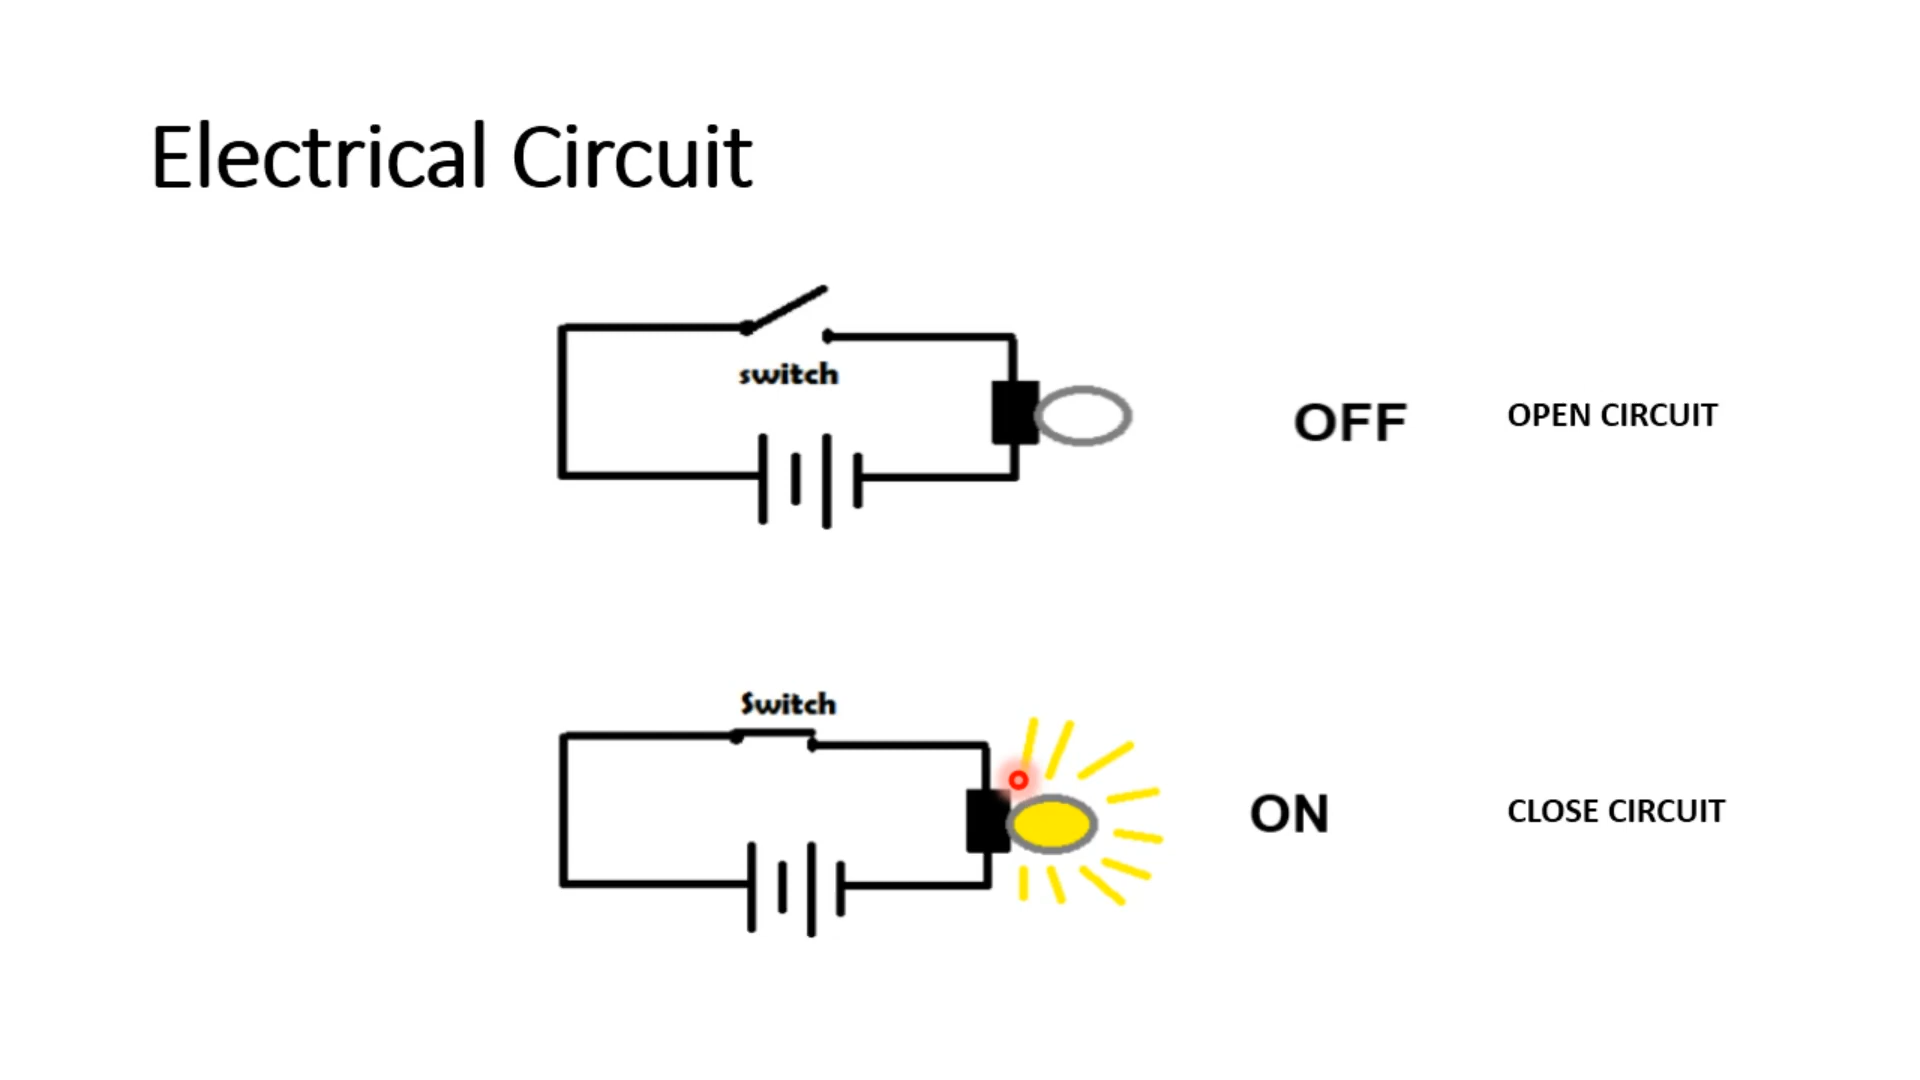 Electrical Circuit
switch
OFF
OPEN CIRCUIT
Switch
ON
CLOSE CIRCUIT